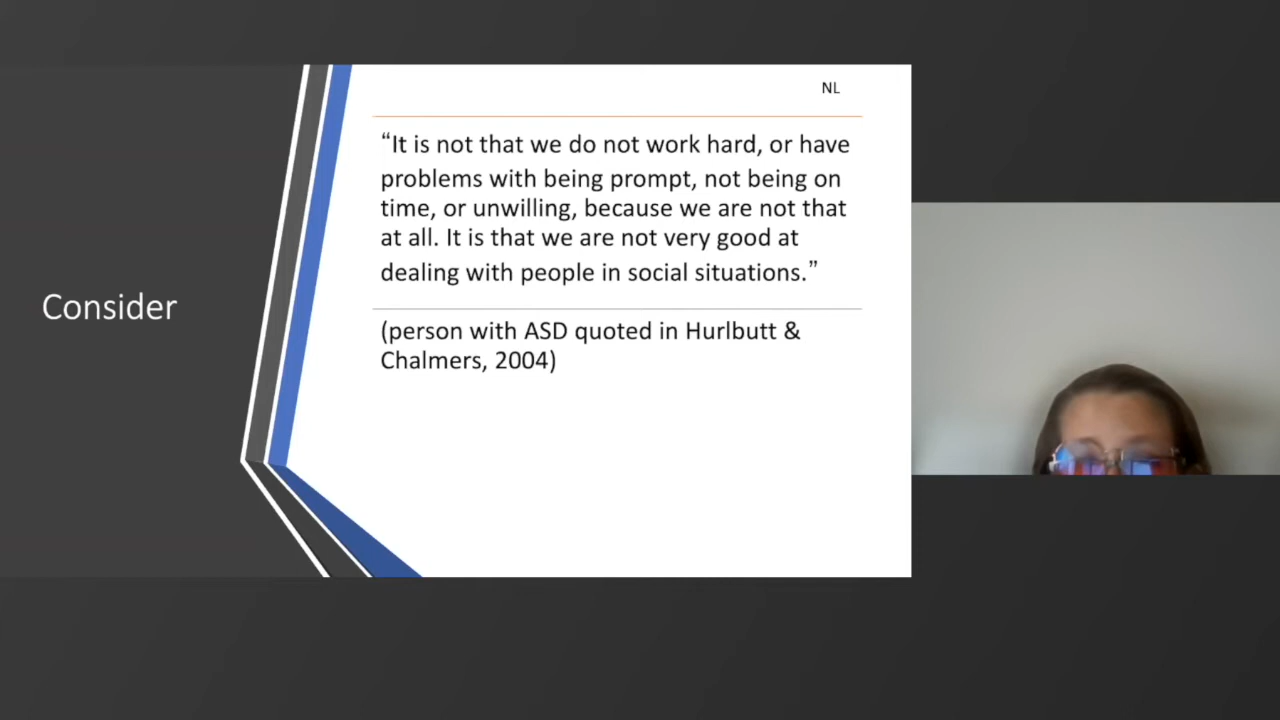 NL
“It is not that we do not work hard, or have
problems with being prompt, not being on
time, or unwilling, because we are not that
at all. It is that we are not very good at
dealing with people in social situations.”
Consider
(person with ASD quoted in Hurlbutt &
Chalmers, 2004)